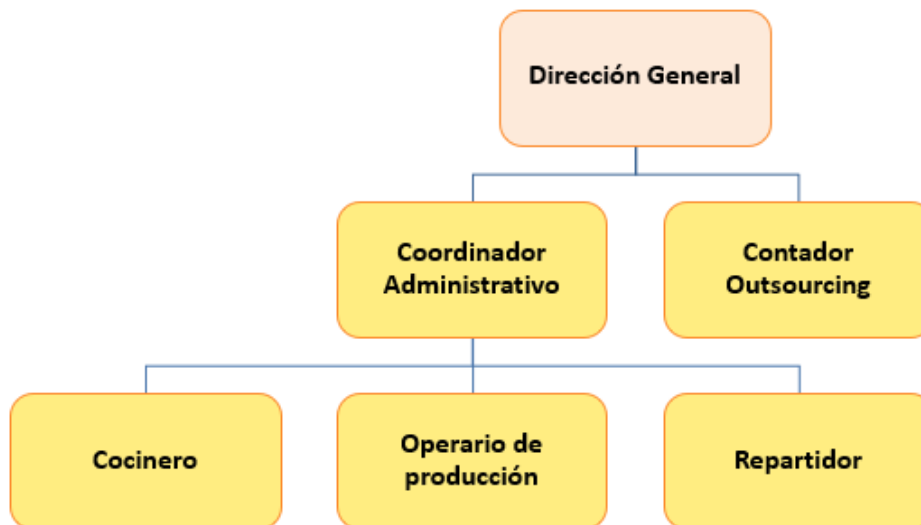 Dirección General
Coordinador
Administrativo
Contador
Outsourcing
Cocinero
Operario de
producción
Repartidor